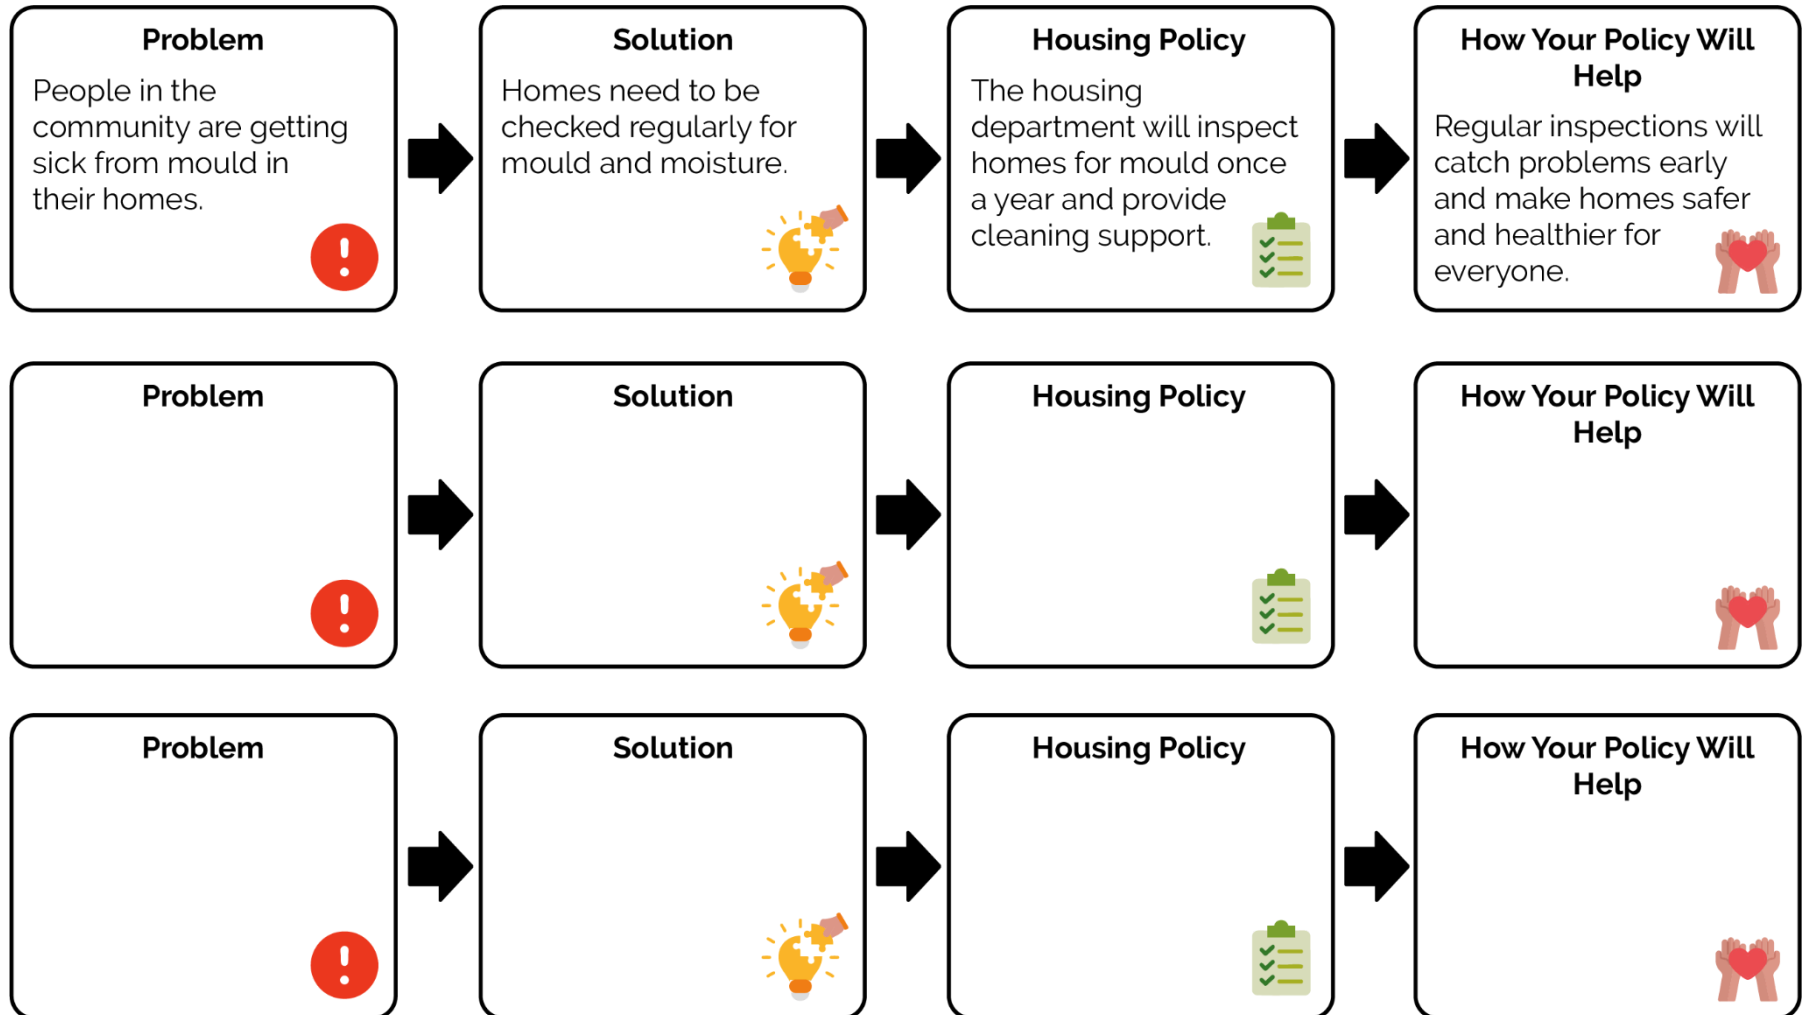 Problem
People in the
community are getting
sick from mould in
their homes.
Solution
Homes need to be
checked regularly for
mould and moisture.
Housing Policy
The housing
department will inspect
homes for mould once
a year and provide
cleaning support.
How Your Policy Will
Help
Regular inspections will
catch problems early
and make homes safer
and healthier for
everyone.
Problem
Solution
Housing Policy
How Your Policy Will
Help
Problem
Solution
Housing Policy
How Your Policy Will
Help